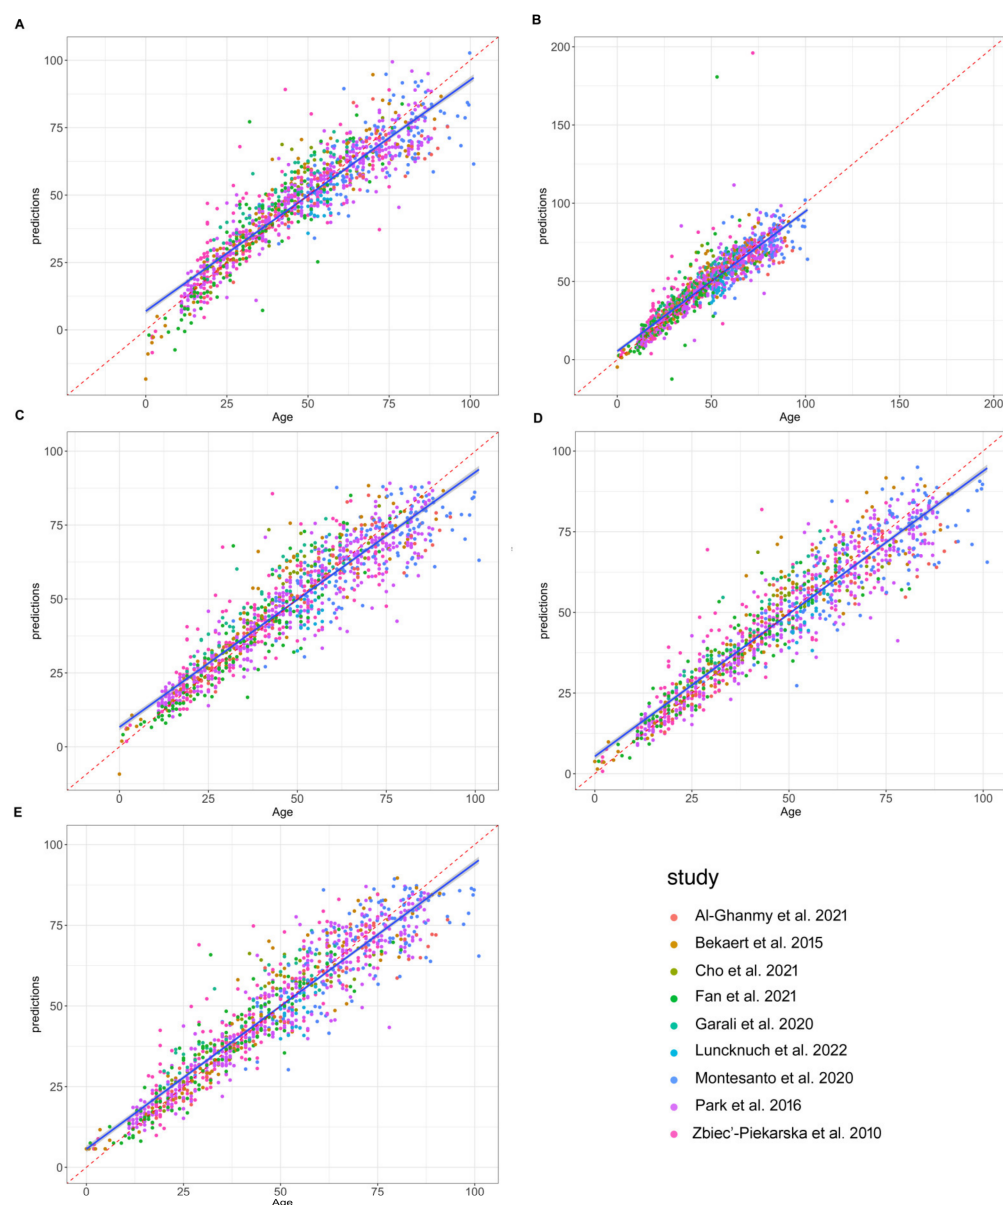 A
100
75
50
25
0
predictions
0 25 50 75 100
Age
B
200
150
100
50
0
predictions
0 50 100 150 200
Age
C
100
75
50
25
0
predictions
0 25 50 75 100
Age
D
100
75
50
25
0
predictions
0 25 50 75 100
Age
E
100
75
50
25
0
predictions
0 25 50 75 100
Age
study
Al-Ghanmy et al. 2021
Bekaert et al. 2015
Cho et al. 2021
Fan et al. 2021
Garali et al. 2020
Luncknuch et al. 2022
Montesanto et al. 2020
Park et al. 2016
Zbiec'-Piekarska et al. 2010